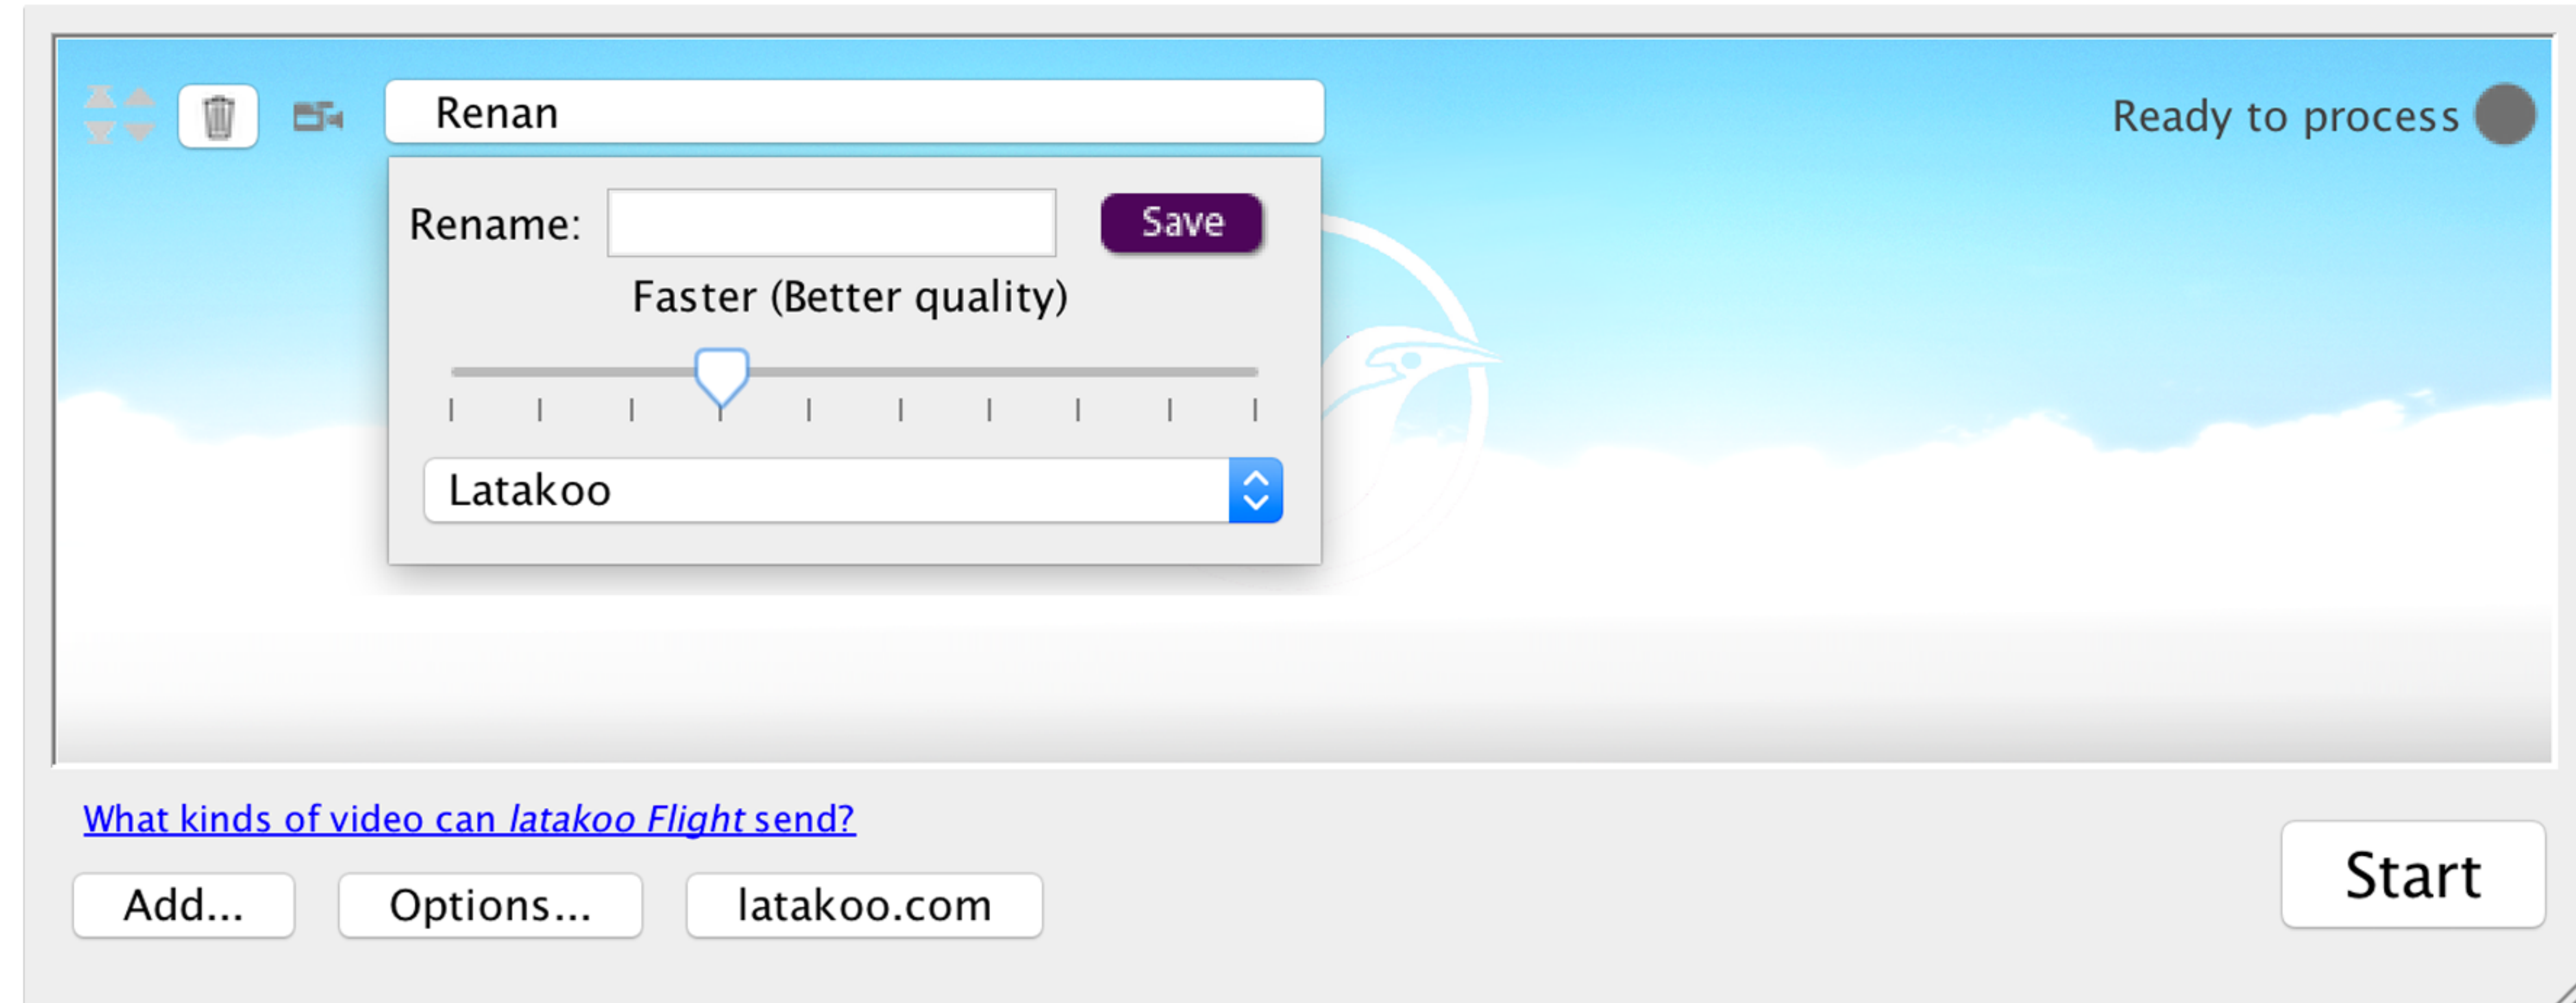 Renan
Ready to process
Rename:
Save
Faster (Better quality)
Latakoo
What kinds of video can latakoo Flight send?
Add...
Options...
latakoo.com
Start